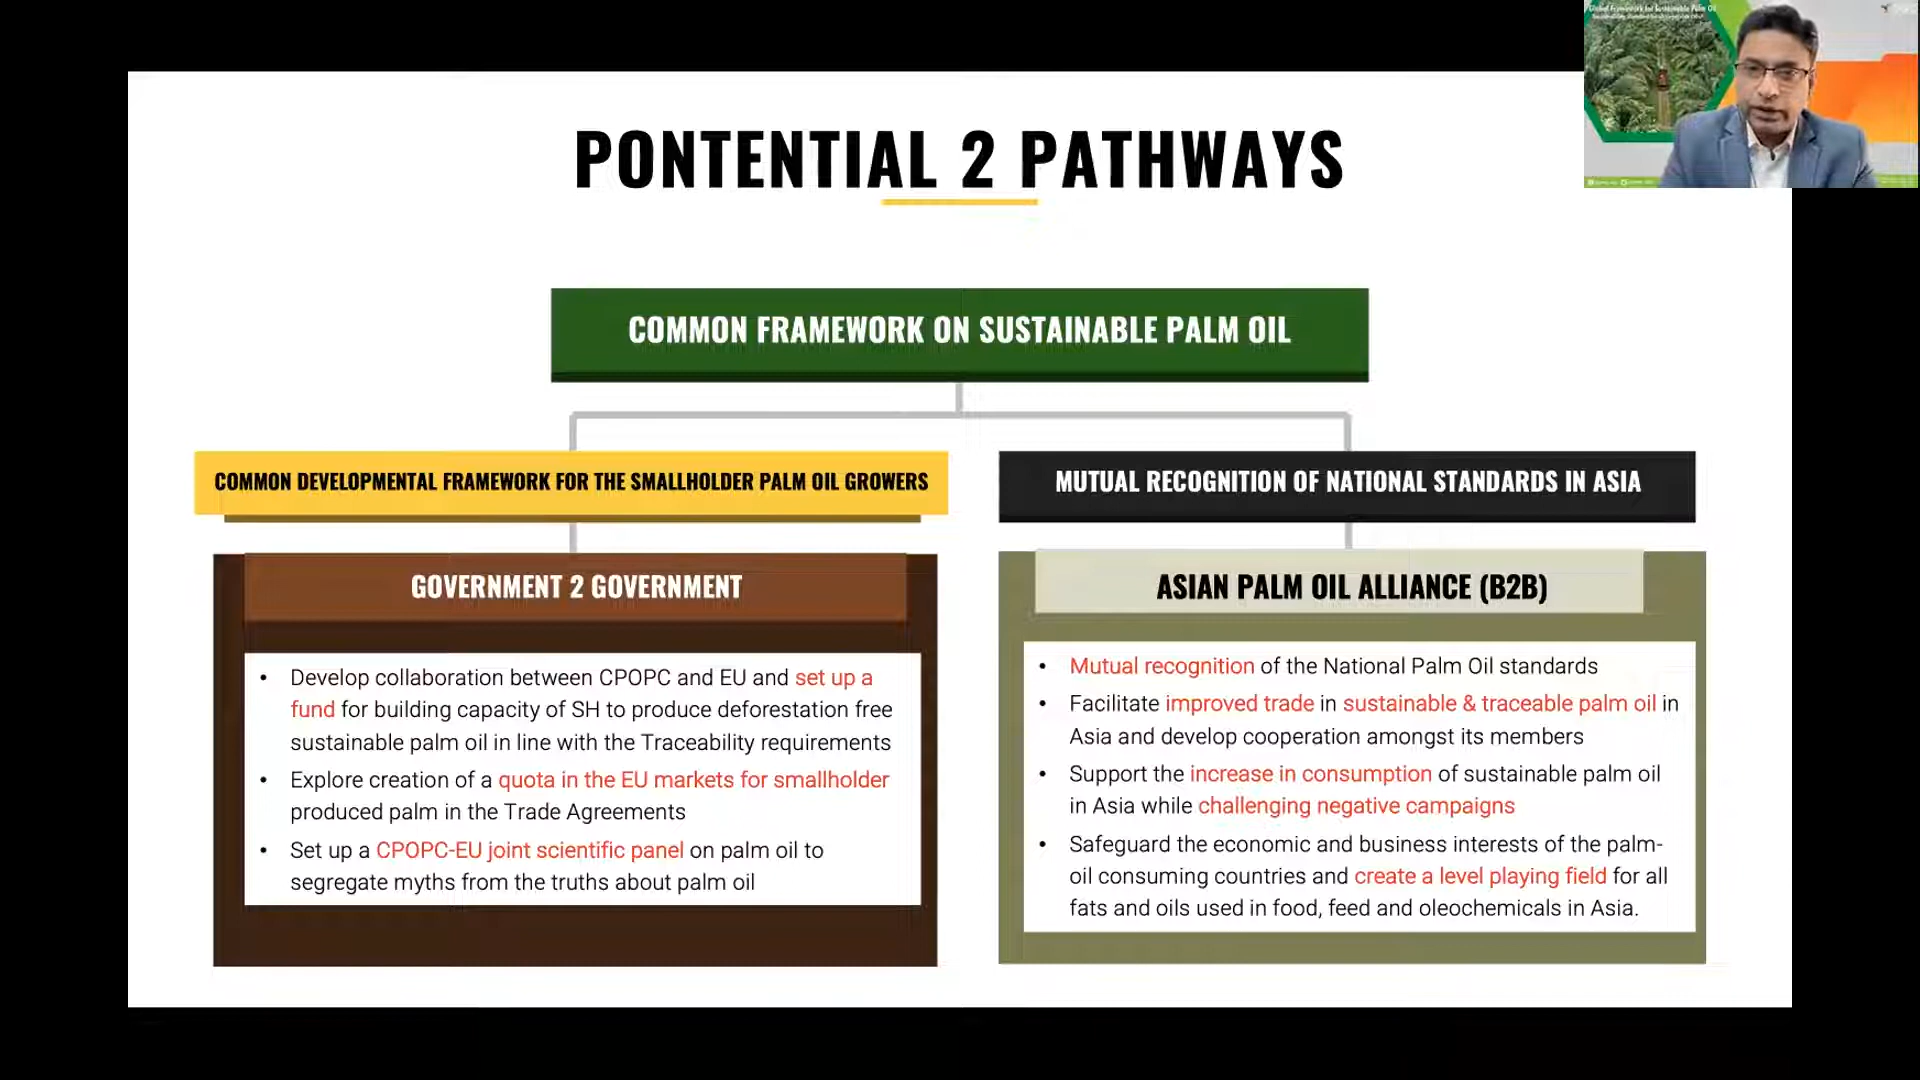 Global Framework for Sustainable Palm Oil
PONTENTIAL 2 PATHWAYS
COMMON FRAMEWORK ON SUSTAINABLE PALM OIL
COMMON DEVELOPMENTAL FRAMEWORK FOR THE SMALLHOLDER PALM OIL GROWERS
GOVERNMENT 2 GOVERNMENT
• Develop collaboration between CPOPC and EU and set up a
fund for building capacity of SH to produce deforestation free
sustainable palm oil in line with the Traceability requirements
• Explore creation of a quota in the EU markets for smallholder
produced palm in the Trade Agreements
• Set up a CPOPC-EU joint scientific panel on palm oil to
segregate myths from the truths about palm oil
MUTUAL RECOGNITION OF NATIONAL STANDARDS IN ASIA
ASIAN PALM OIL ALLIANCE (B2B)
• Mutual recognition of the National Palm Oil standards
• Facilitate improved trade in sustainable & traceable palm oil in
Asia and develop cooperation amongst its members
• Support the increase in consumption of sustainable palm oil
in Asia while challenging negative campaigns
• Safeguard the economic and business interests of the palm-
oil consuming countries and create a level playing field for all
fats and oils used in food, feed and oleochemicals in Asia.